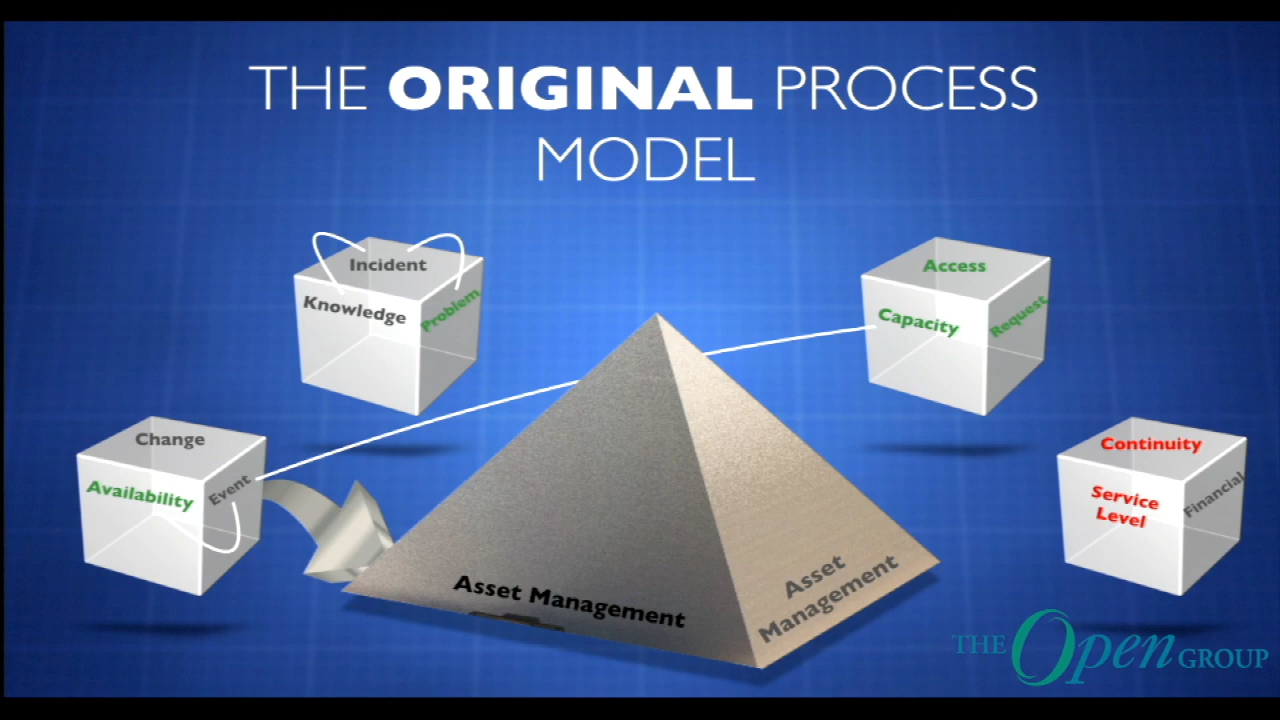 THE ORIGINAL PROCESS
MODEL
Incident
Knowledge
Problem
Access
Capacity
Request
Change
Availability
Event
Continuity
Service
Level
Financial
Asset Management
Asset
Management
THE Open GROUP